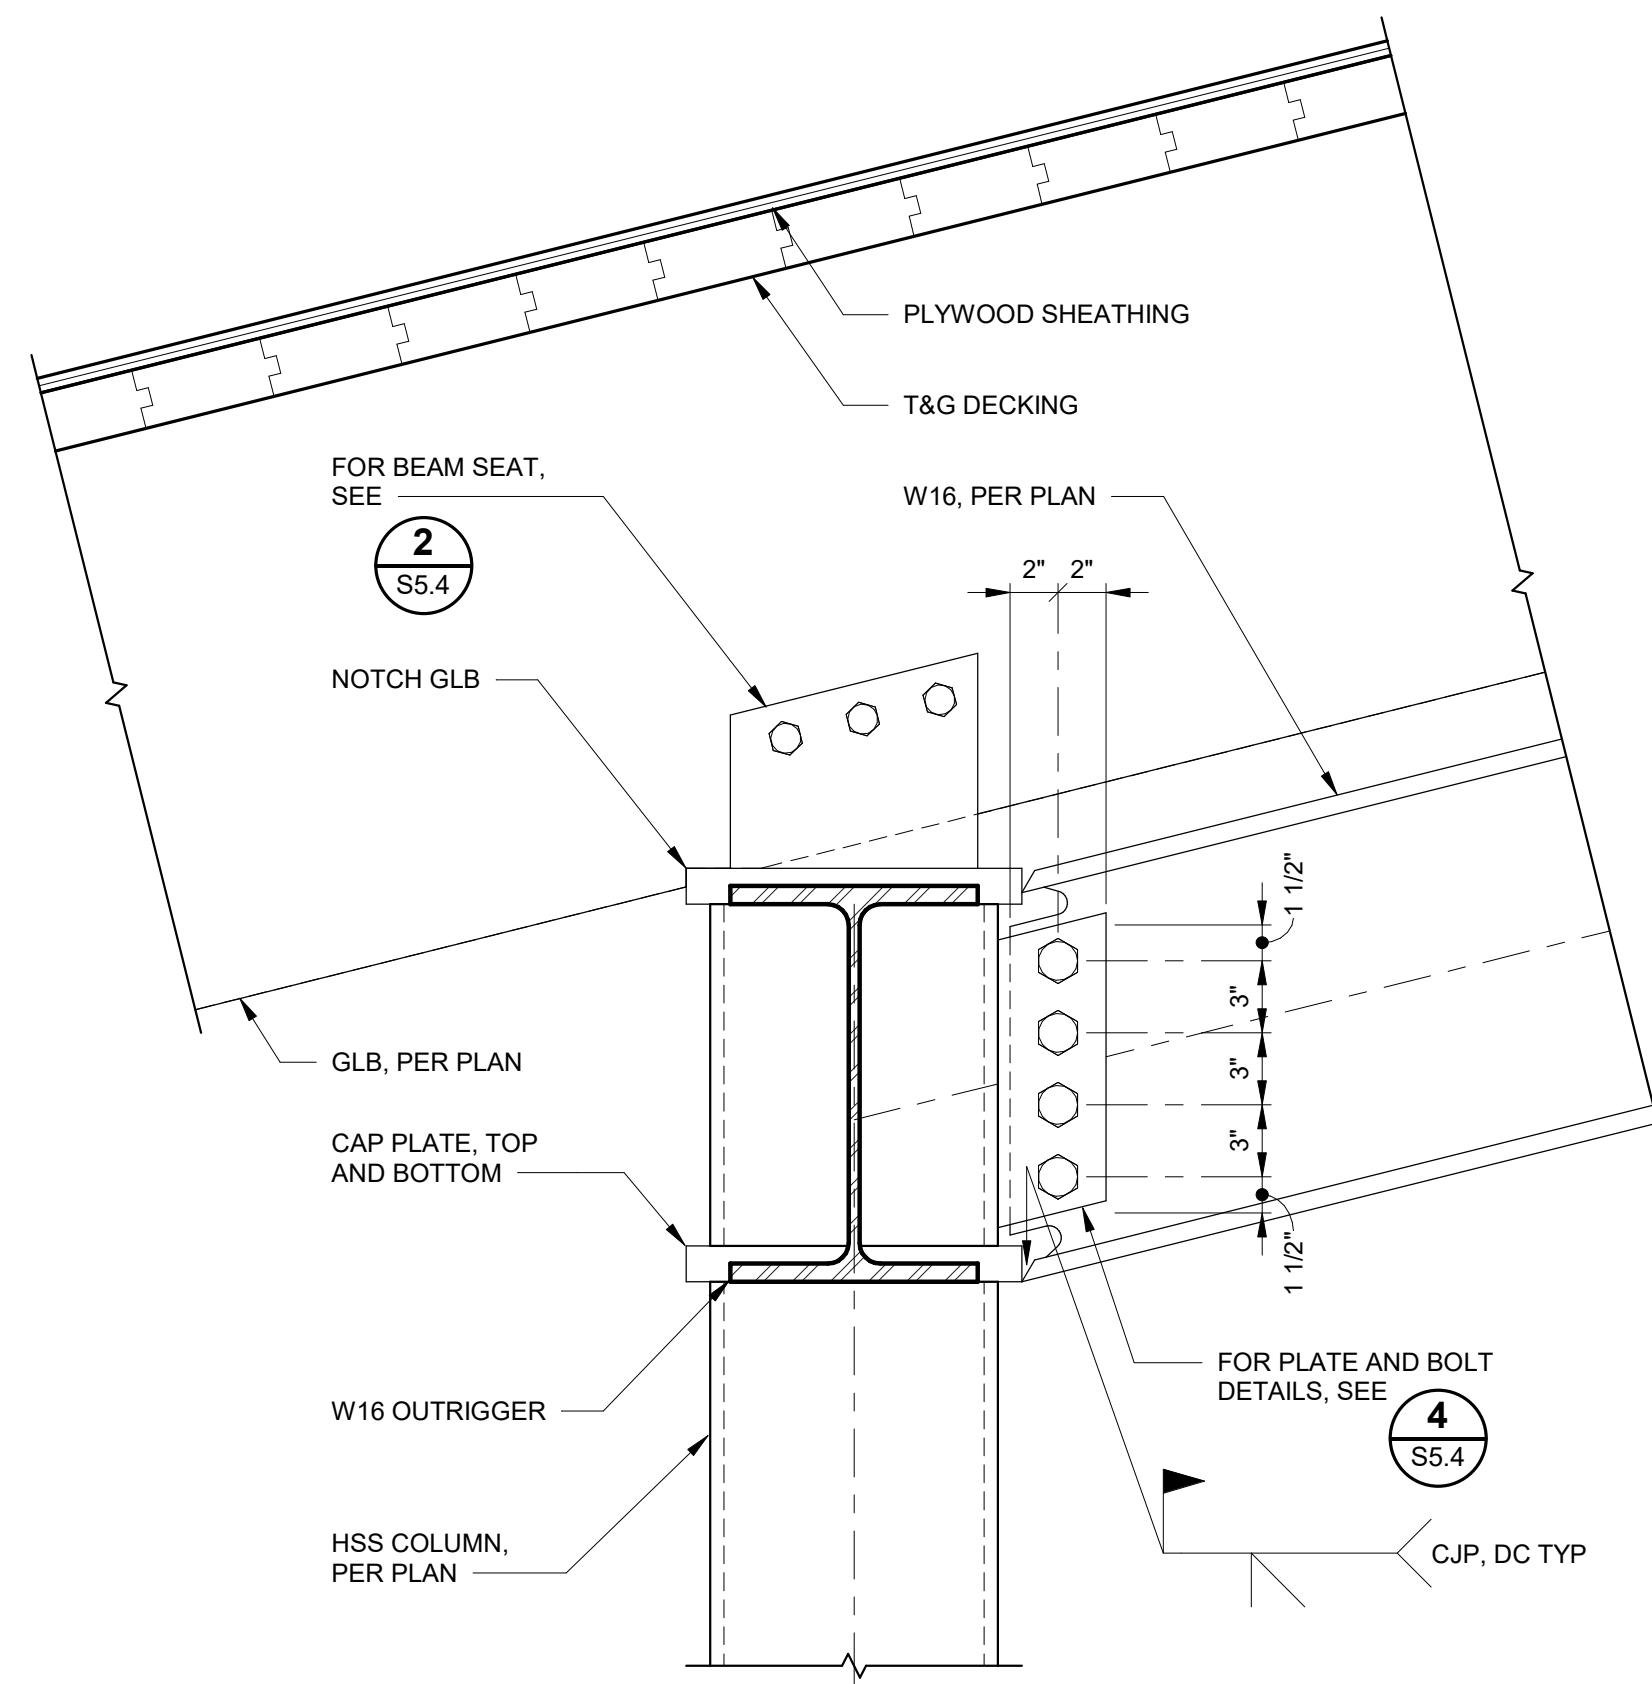 PLYWOOD SHEATHING
T&G DECKING
FOR BEAM SEAT,
SEE
2
S5.4
W16, PER PLAN
2" 2"
NOTCH GLB
1 1/2"
3"
3"
3"
1 1/2"
GLB, PER PLAN
CAP PLATE, TOP
AND BOTTOM
FOR PLATE AND BOLT
DETAILS, SEE
4
S5.4
W16 OUTRIGGER
HSS COLUMN,
PER PLAN
CJP, DC TYP